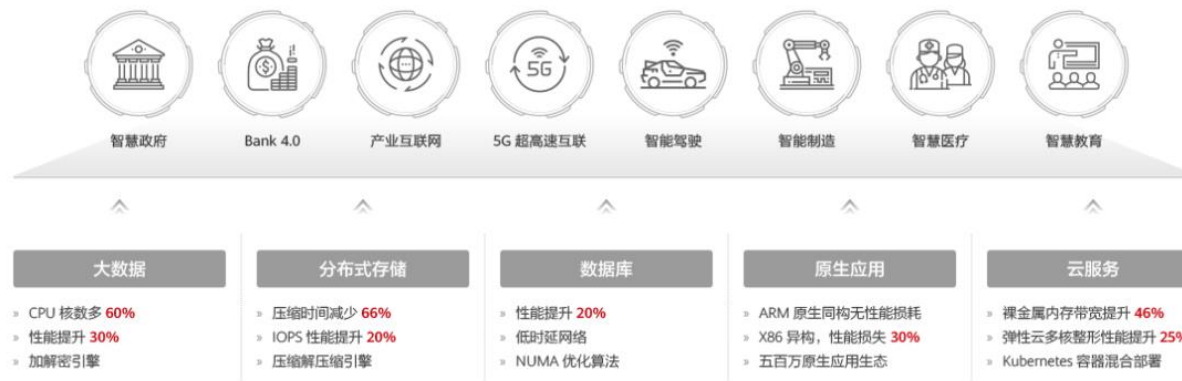 5G
智慧政府
Bank 4.0
产业互联网
5G 超高速互联
智能驾驶
智能制造
智慧医疗
智慧教育
大数据
» CPU 核数多 60%
» 性能提升 30%
» 加解密引擎
分布式存储
» 压缩时间减少 66%
» IOPS 性能提升 20%
» 压缩解压缩引擎
数据库
» 性能提升 20%
» 低时延网络
» NUMA 优化算法
原生应用
» ARM 原生同构无性能损耗
» X86 异构，性能损失 30%
» 五百万原生应用生态
云服务
» 裸金属内存带宽提升 46%
» 弹性云多核整形性能提升 25%
» Kubernetes 容器混合部署